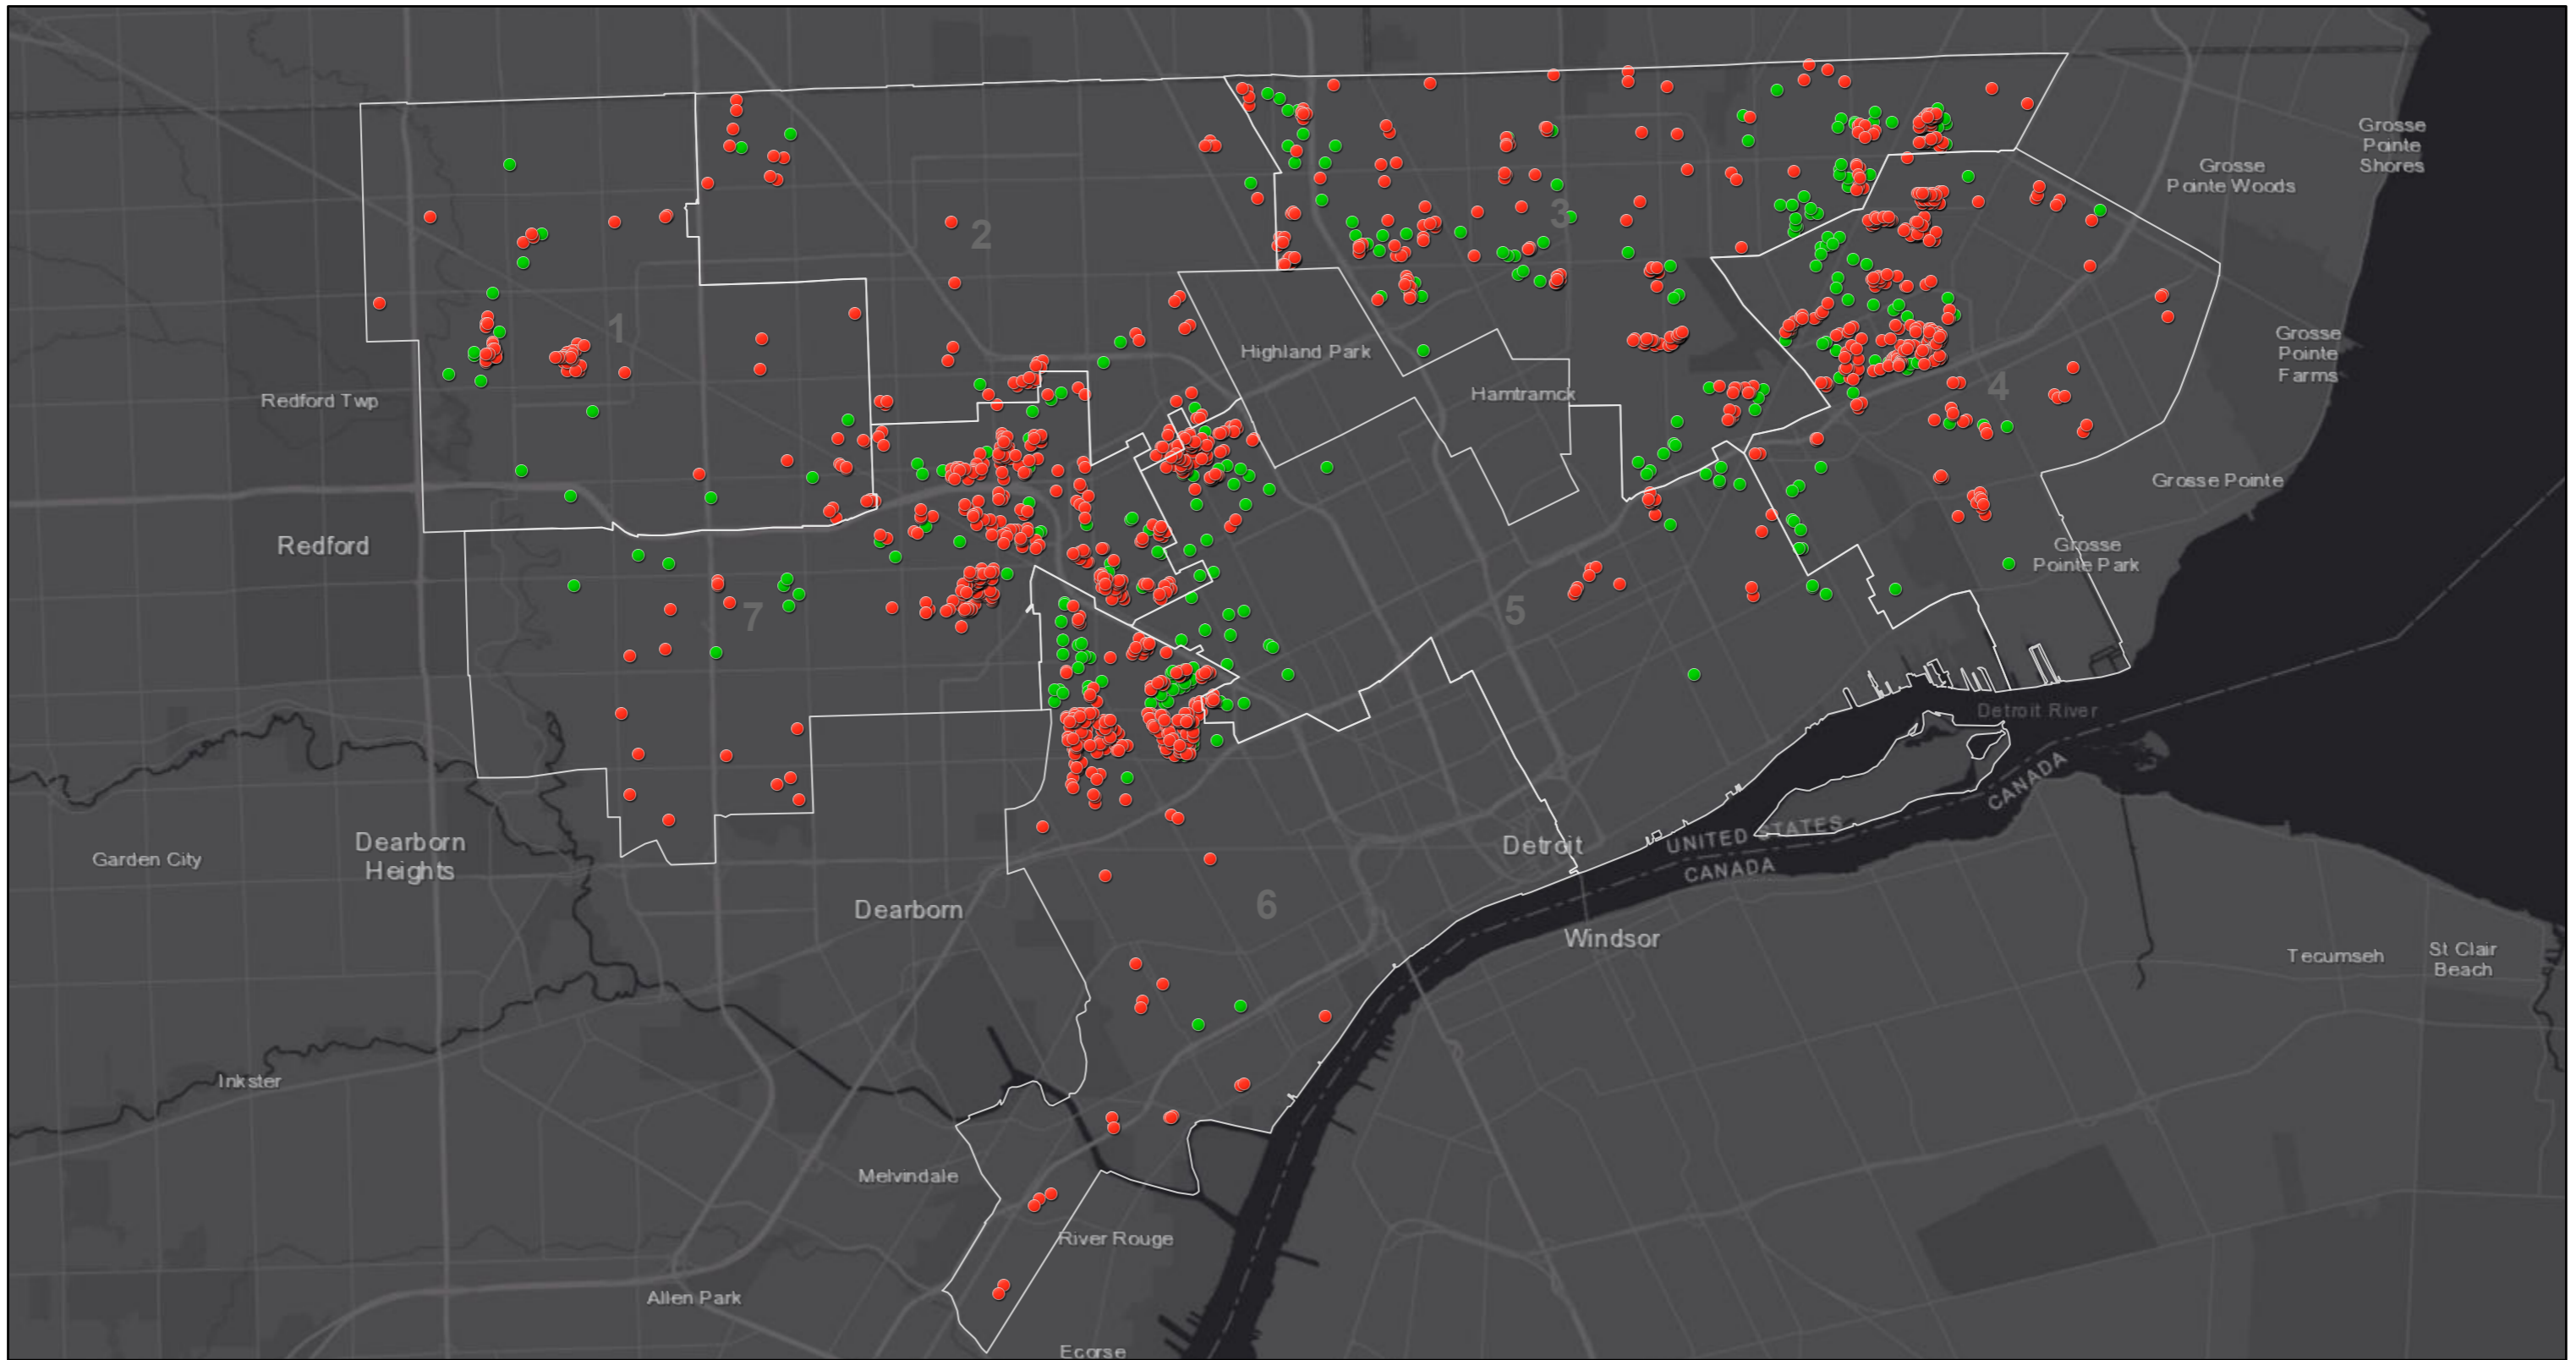 Grosse
Pointe
Shores
Grosse
Pointe Woods
2
3
1
Highland Park
Grosse
Pointe
Farms
Redford Twp
Hamtramck
4
Grosse Pointe
Redford
Grosse
Pointe Park
7
5
Detroit River
CANADA
UNITED STATES
CANADA
Dearborn
Heights
Garden City
Detroit
Dearborn
6
Windsor
Tecumseh
St Clair
Beach
Inkster
Melvindale
River Rouge
Allen Park
Ecorse